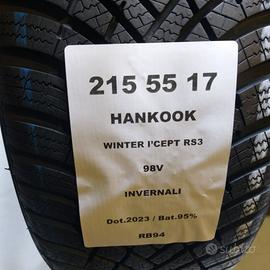 215 55 17
HANKOOK
WINTER I'CEPT RS3
98V
INVERNALI
Dot.2023 / Bat.95%
RB94
subito